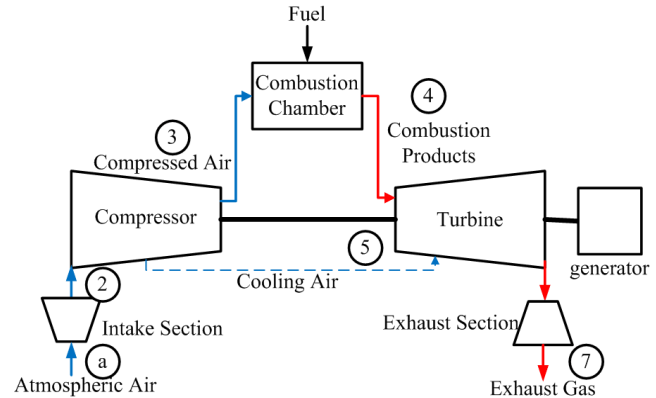 Fuel
Combustion
Chamber
4
3
Combustion
Products
Compressed Air
Compressor
Turbine
5
generator
Cooling Air
2
Intake Section
Exhaust Section
a
7
Atmospheric Air
Exhaust Gas